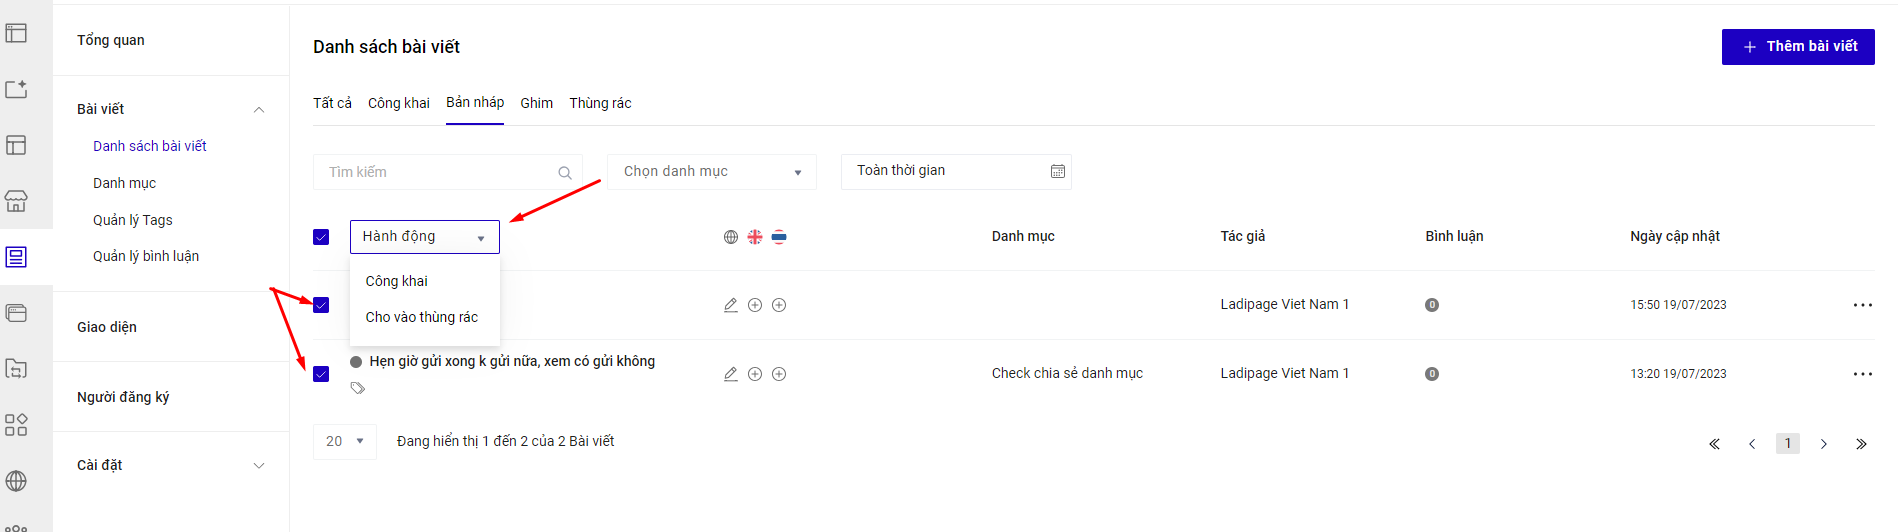 Tổng quan
Bài viết
Danh sách bài viết
Danh mục
Quản lý Tags
Quản lý bình luận
Giao diện
Người đăng ký
Cài đặt
Danh sách bài viết
Thêm bài viết
Tất cả Công khai Bản nháp Ghim Thùng rác
Tìm kiếm Chọn danh mục Toàn thời gian
Hành động Danh mục Tác giả Bình luận Ngày cập nhật
Công khai
Cho vào thùng rác
Ladipage Viet Nam 1 0 15:50 19/07/2023
Hẹn giờ gửi xong k gửi nữa, xem có gửi không Check chia sẻ danh mục Ladipage Viet Nam 1 0 13:20 19/07/2023
20 Đang hiển thị 1 đến 2 của 2 Bài viết 1